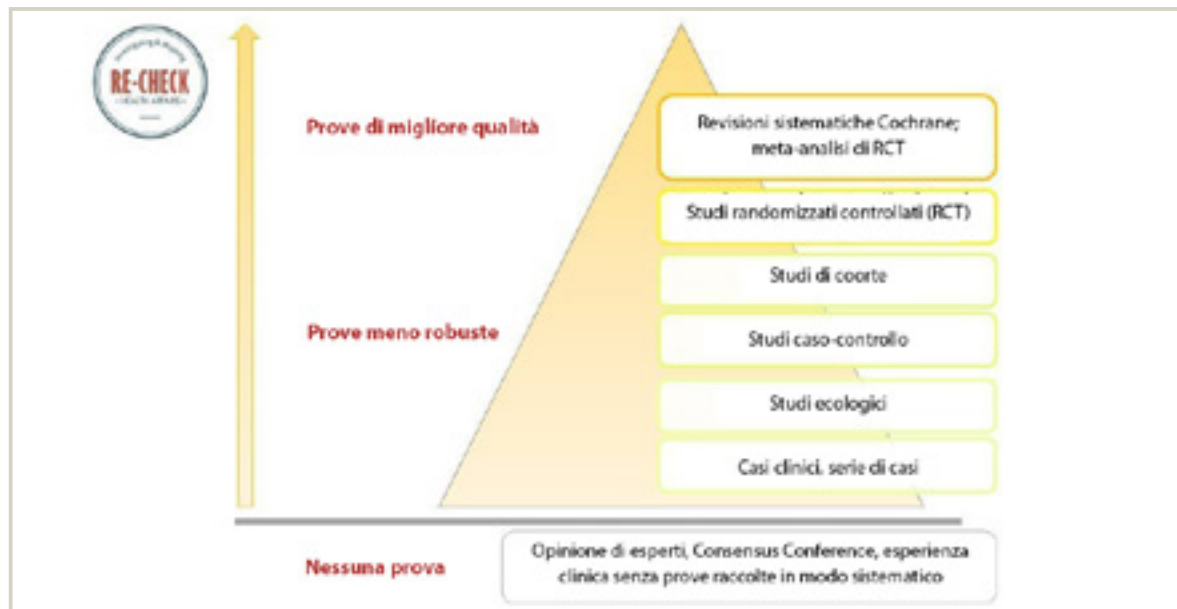 RE-CHECK
Prove di migliore qualità
Revisioni sistematiche Cochrane;
meta-analisi di RCT
Studi randomizzati controllati (RCT)
Studi di coorte
Prove meno robuste
Studi caso-controllo
Studi ecologici
Casi clinici, serie di casi
Nessuna prova
Opinione di esperti, Consensus Conference, esperienza
clinica senza prove raccolte in modo sistematico